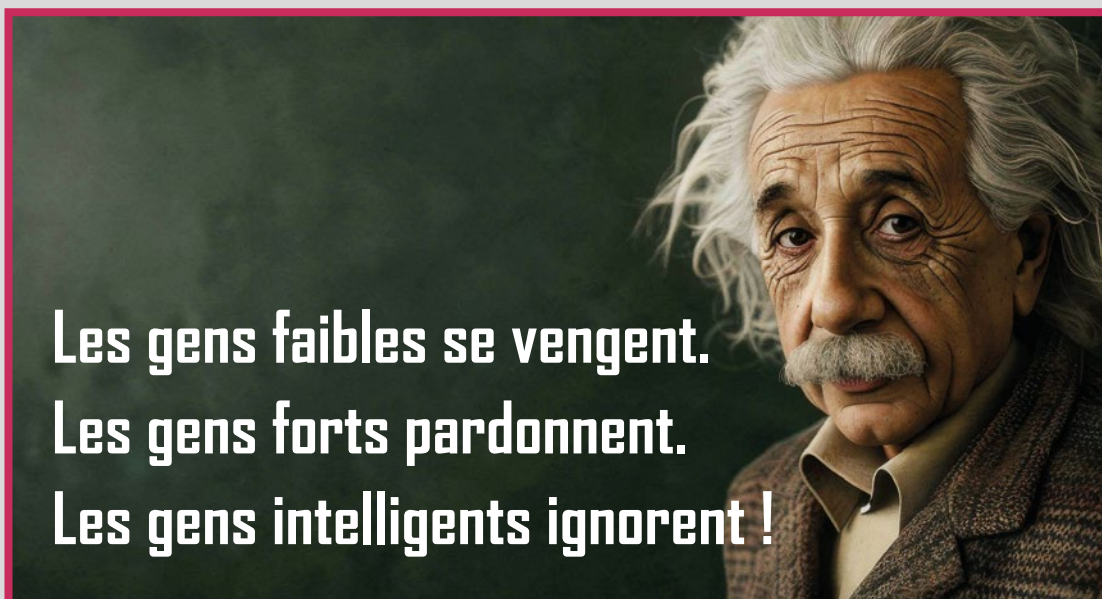 Les gens faibles se vengent.
Les gens forts pardonnent.
Les gens intelligents ignorent !